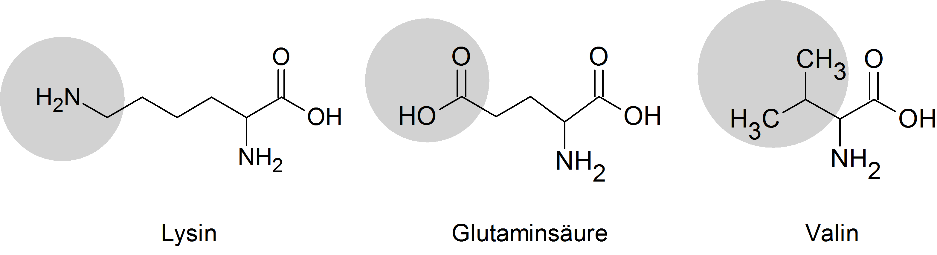 H2N O OH NH2
O HO O OH NH2
CH3 H3C O OH NH2
Lysin Glutaminsäure Valin